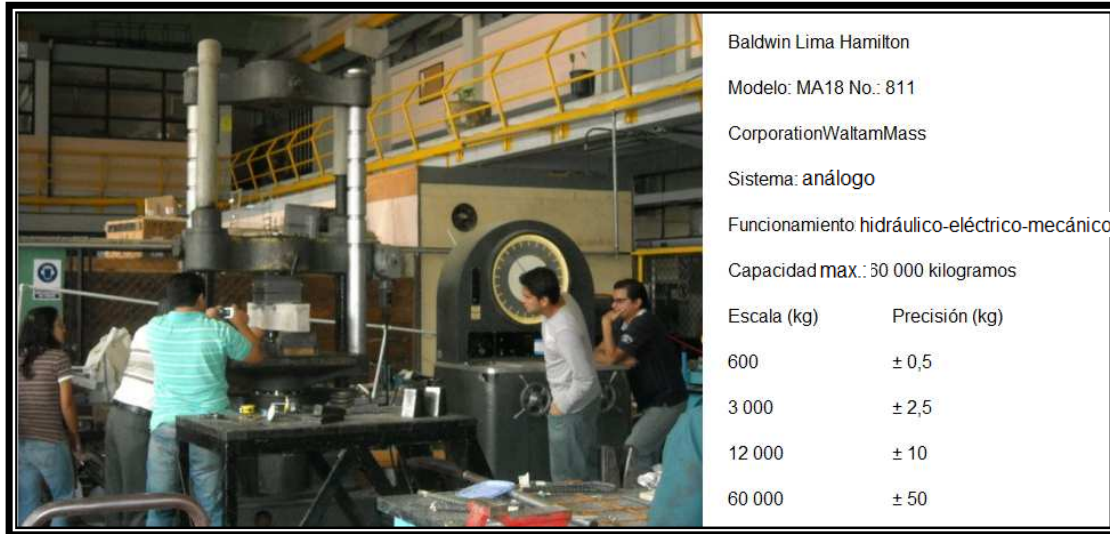 Baldwin Lima Hamilton
Modelo: MA18 No.: 811
CorporationWaltamMass
Sistema: análogo
Funcionamiento hidráulico-eléctrico-mecánico
Capacidad max.: 60 000 kilogramos
Escala (kg) Precisión (kg)
600 ± 0,5
3 000 ± 2,5
12 000 ± 10
60 000 ± 50